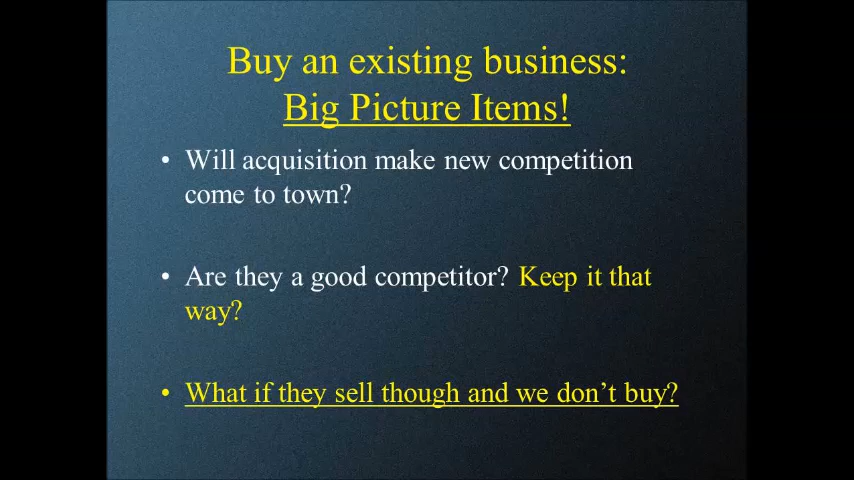 Buy an existing business:
Big Picture Items!
• Will acquisition make new competition
come to town?
• Are they a good competitor? Keep it that
way?
• What if they sell though and we don't buy?